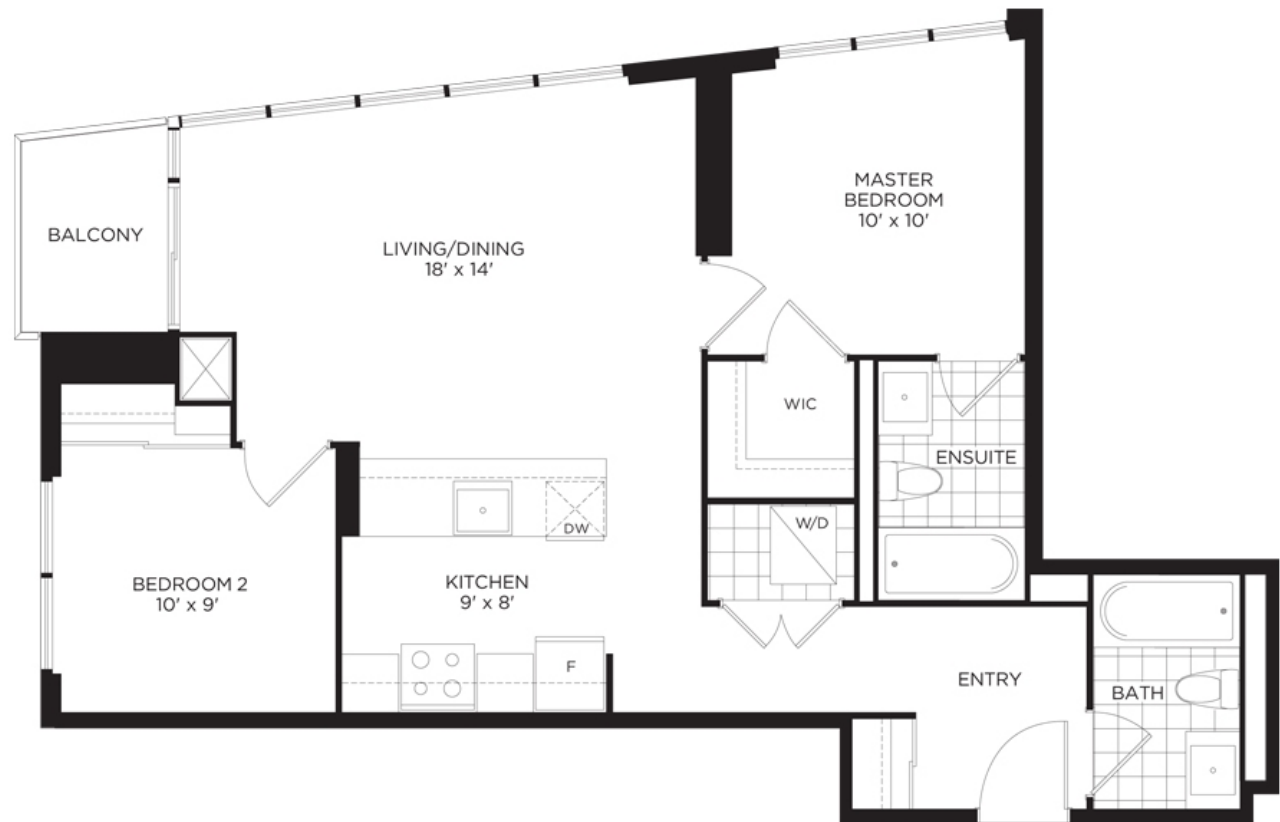 MASTER
BEDROOM
10' x 10'
BALCONY
LIVING/DINING
18' x 14'
WIC
ENSUITE
W/D
DW
BEDROOM 2
10' x 9'
KITCHEN
9' x 8'
F
ENTRY
BATH